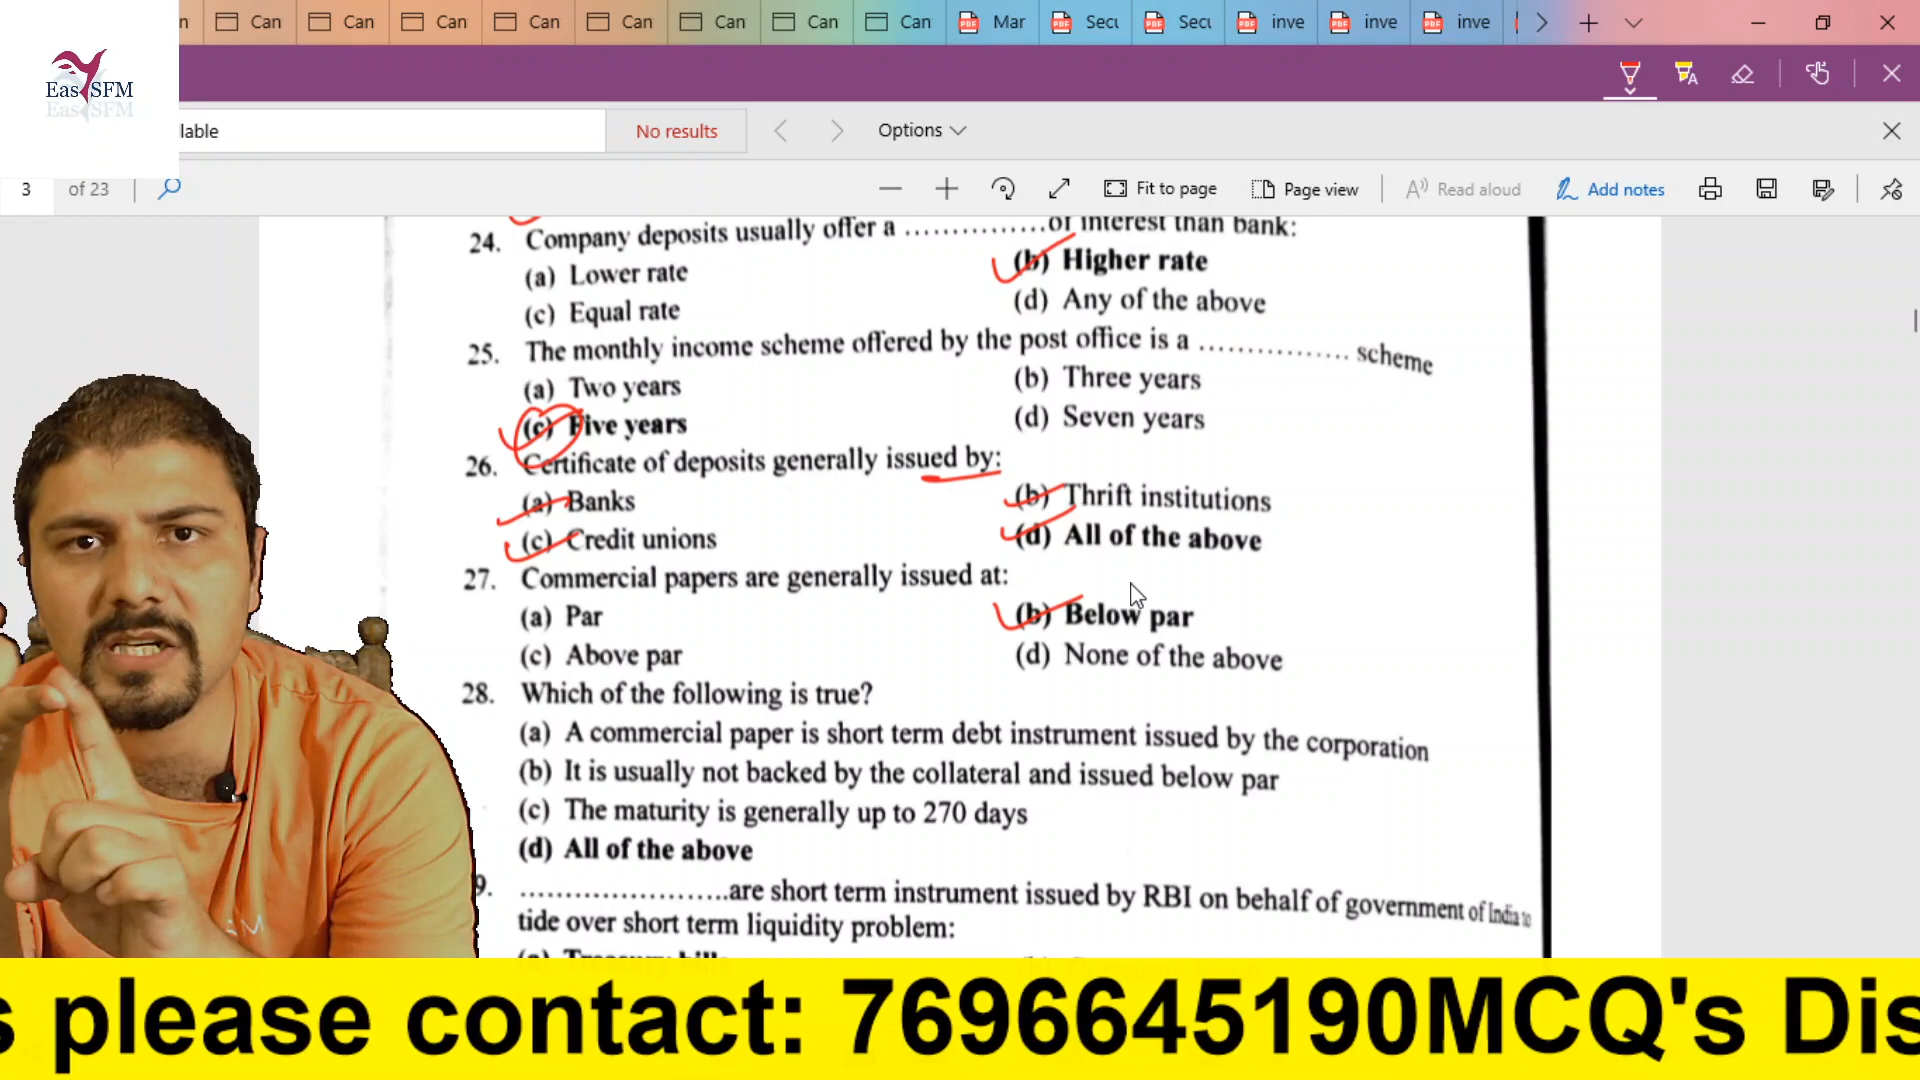 n Can Can Can Can Can Can Can Can Mar Secu Secu inve inve inve
EasySFM
lable No results Options
3 of 23 Fit to page Page view Read aloud Add notes
24. Company deposits usually offer a ...............of interest than bank:
(a) Lower rate (b) Higher rate
(c) Equal rate (d) Any of the above
25. The monthly income scheme offered by the post office is a ................ scheme
(a) Two years (b) Three years
(c) Five years (d) Seven years
26. Certificate of deposits generally issued by:
(a) Banks (b) Thrift institutions
(c) Credit unions (d) All of the above
27. Commercial papers are generally issued at:
(a) Par (b) Below par
(c) Above par (d) None of the above
28. Which of the following is true?
(a) A commercial paper is short term debt instrument issued by the corporation
(b) It is usually not backed by the collateral and issued below par
(c) The maturity is generally up to 270 days
(d) All of the above
9. .......................are short term instrument issued by RBI on behalf of government of India to
tide over short term liquidity problem:
(a) Treasury bills
s please contact: 7696645190MCQ's Dis